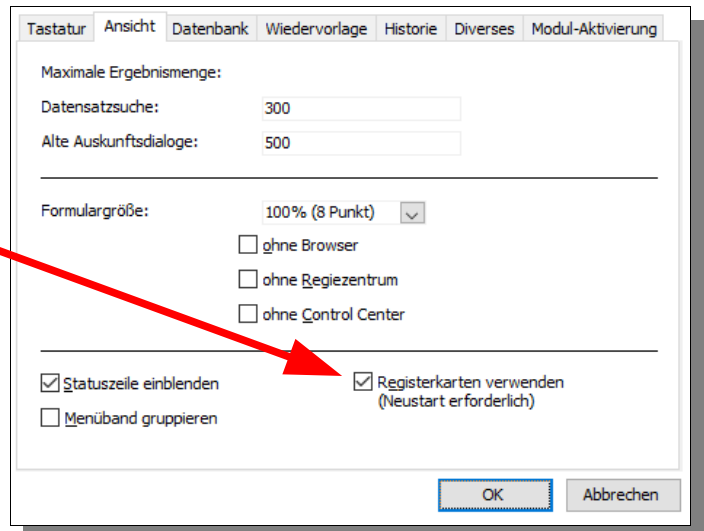 Tastatur Ansicht Datenbank Wiedervorlage Historie Diverses Modul-Aktivierung
Maximale Ergebnismenge:
Datensatzsuche: 300
Alte Auskunftsdialoge: 500
Formulargröße: 100% (8 Punkt)
ohne Browser
ohne Regiezentrum
ohne Control Center
Statuszeile einblenden
Registerkarten verwenden
(Neustart erforderlich)
Menüband gruppieren
OK Abbrechen